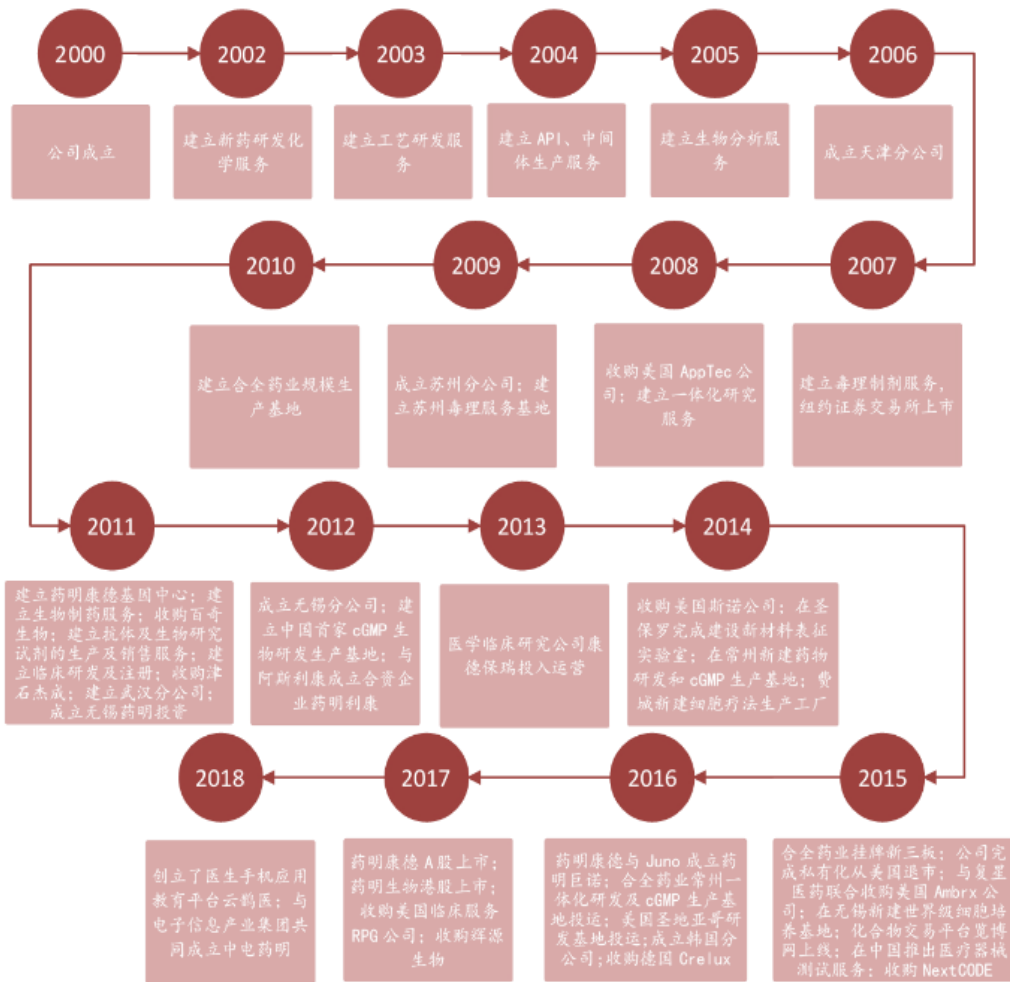 2000
2002
2003
2004
2005
2006
公司成立
建立新药研发化
学服务
建立工艺研发服
务
建立 API、中间
体生产服务
建立生物分析服
务
成立天津分公司
2010
2009
2008
2007
建立合全药业规模生
产基地
成立苏州分公司；建
立苏州毒理服务基地
收购美国 AppTec 公
司；建立一体化研究
服务
建立毒理制剂服务，
纽约证券交易所上市
2011
2012
2013
2014
建立药明康德基因中心；建
立生物制药服务；收购百奇
生物；建立抗体及生物研究
试剂的生产及销售服务；建
立临床研发及注册；收购津
石杰成；建立武汉分公司；
成立无锡药明投资
成立无锡分公司；建
立中国首家 cGMP 生
物研发生产基地；与
阿斯利康成立合资企
业药明利康
医学临床研究公司康
德保瑞投入运营
收购美国斯诺公司；在圣
保罗完成建设新材料表征
实验室；在常州新建药物
研发和 cGMP 生产基地；费
城新建细胞疗法生产工厂
2018
2017
2016
2015
创立了医生手机应用
教育平台云鹤医；与
电子信息产业集团共
同成立中电药明
药明康德 A 股上市；
药明生物港股上市；
收购美国临床服务
RPG 公司；收购辉源
生物
药明康德与 Juno 成立药
明巨诺；合全药业常州一
体化研发及 cGMP 生产基
地投运；美国圣地亚哥研
发基地投运;成立韩国分
公司;收购德国 Crelux
合全药业挂牌新三板；公司完
成私有化从美国退市；与复星
医药联合收购美国 Ambrx 公
司；在无锡新建世界级细胞培
养基地；化合物交易平台览博
网上线；在中国推出医疗器械
测试服务；收购 NextCODE